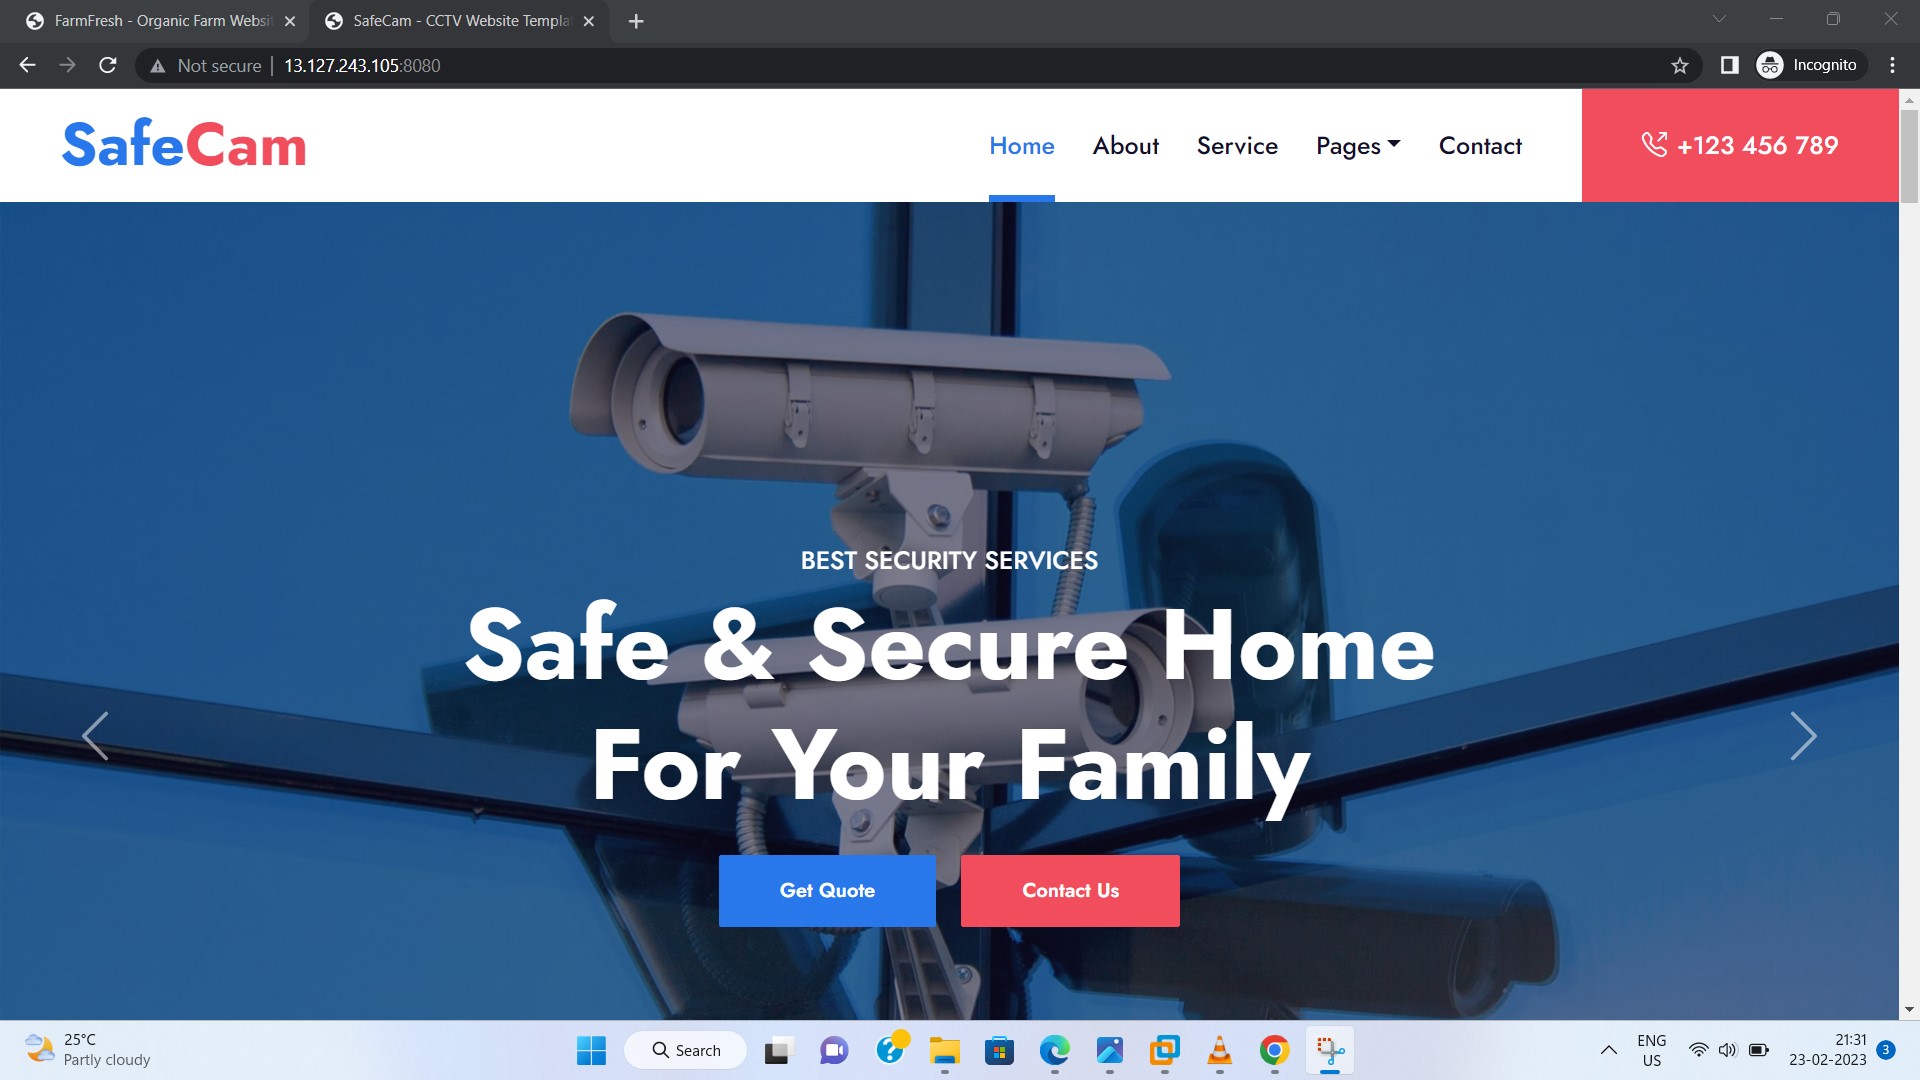 FarmFresh - Organic Farm Websi
SafeCam - CCTV Website Templa
Not secure
13.127.243.105:8080
Incognito
SafeCam
Home
About
Service
Pages
Contact
+123 456 789
BEST SECURITY SERVICES
Safe & Secure Home
For Your Family
Get Quote
Contact Us
25°C
Partly cloudy
Search
ENG
US
21:31
23-02-2023
3